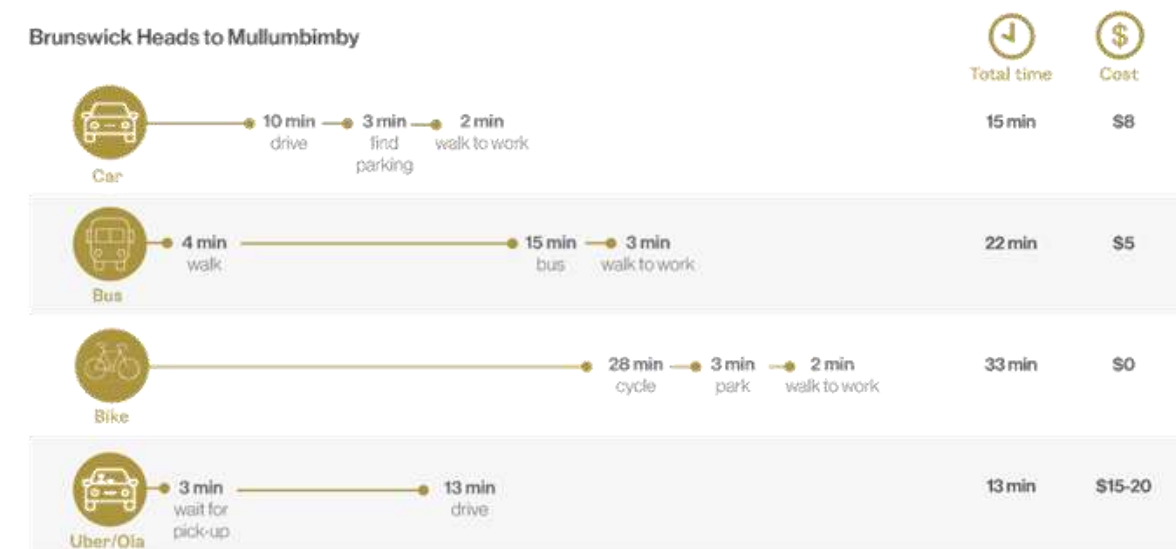 Brunswick Heads to Mullumbimby
Total time
Cost
$
Car
10 min
drive
3 min
find
parking
2 min
walk to work
15 min
$8
Bus
4 min
walk
15 min
bus
3 min
walk to work
22 min
$5
Bike
28 min
cycle
3 min
park
2 min
walk to work
33 min
$0
Uber/Ola
3 min
wait for
pick-up
13 min
drive
13 min
$15-20